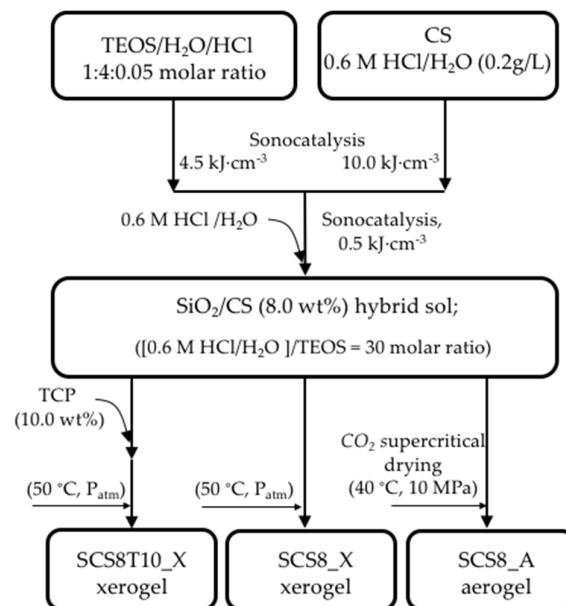 TEOS/H₂O/HCl
1:4:0.05 molar ratio
CS
0.6 M HCl/H₂O (0.2g/L)
Sonocatalysis
4.5 kJ·cm⁻³
10.0 kJ·cm⁻³
0.6 M HCl /H₂O
Sonocatalysis,
0.5 kJ·cm⁻³
SiO₂/CS (8.0 wt%) hybrid sol;
([0.6 M HCl/H₂O ]/TEOS = 30 molar ratio)
TCP
(10.0 wt%)
CO₂ supercritical
drying
(50 °C, Pₐₜₘ)
(50 °C, Pₐₜₘ)
(40 °C, 10 MPa)
SCS8T10_X
xerogel
SCS8_X
xerogel
SCS8_A
aerogel